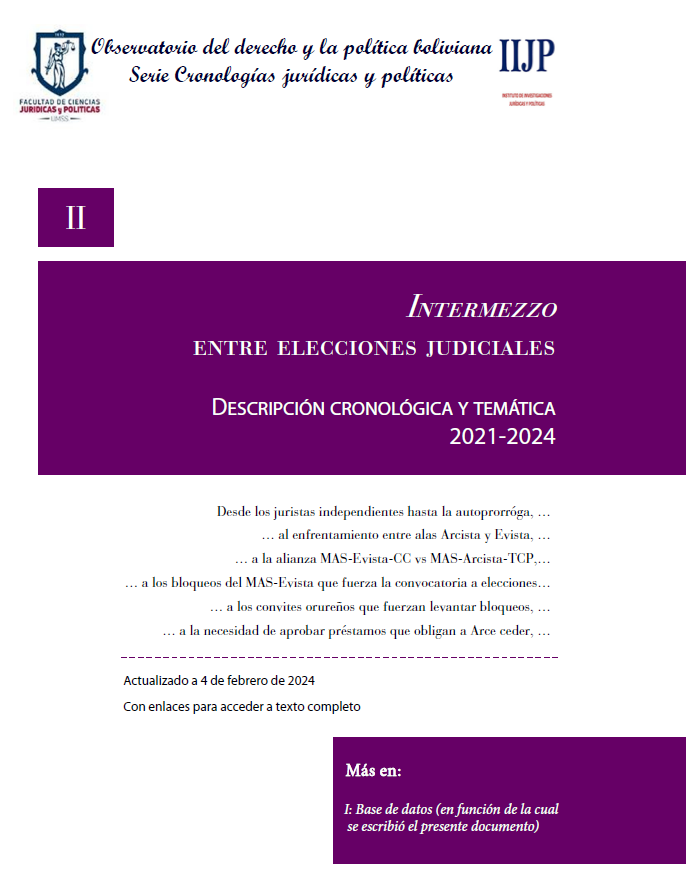 Observatorio del derecho y la política boliviana
Serie Cronologías jurídicas y políticas
IIJP
INSTITUTO DE INVESTIGACIONES
JURÍDICAS Y POLÍTICAS
FACULTAD DE CIENCIAS
JURIDICAS y POLITICAS
UMSS
II
INTERMEZZO
ENTRE ELECCIONES JUDICIALES
DESCRIPCIÓN CRONOLÓGICA Y TEMÁTICA
2021-2024
Desde los juristas independientes hasta la autoprorróga, ...
... al enfrentamiento entre alas Arcista y Evista, ...
... a la alianza MAS-Evista-CC vs MAS-Arcista-TCP,...
... a los bloqueos del MAS-Evista que fuerza la convocatoria a elecciones...
... a los convites orureños que fuerzan levantar bloqueos, ...
... a la necesidad de aprobar préstamos que obligan a Arce ceder, ...
Actualizado a 4 de febrero de 2024
Con enlaces para acceder a texto completo
Más en:
I: Base de datos (en función de la cual
se escribió el presente documento)